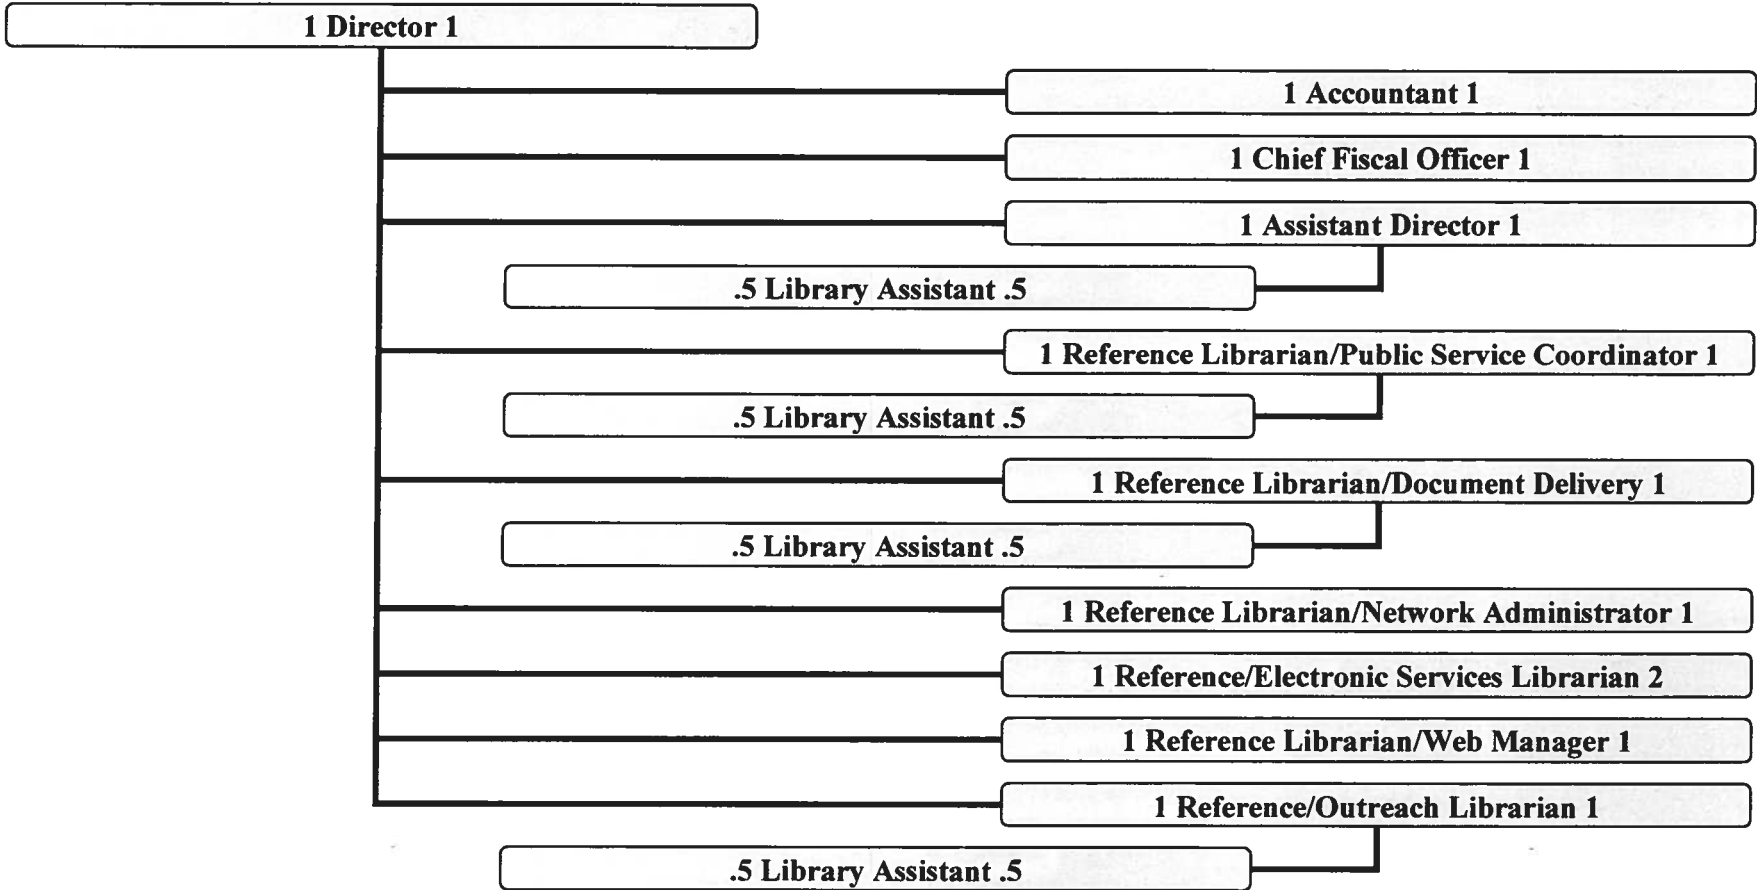 1 Director 1
1 Accountant 1
1 Chief Fiscal Officer 1
1 Assistant Director 1
.5 Library Assistant .5
1 Reference Librarian/Public Service Coordinator 1
.5 Library Assistant .5
1 Reference Librarian/Document Delivery 1
.5 Library Assistant .5
1 Reference Librarian/Network Administrator 1
1 Reference/Electronic Services Librarian 2
1 Reference Librarian/Web Manager 1
1 Reference/Outreach Librarian 1
.5 Library Assistant .5